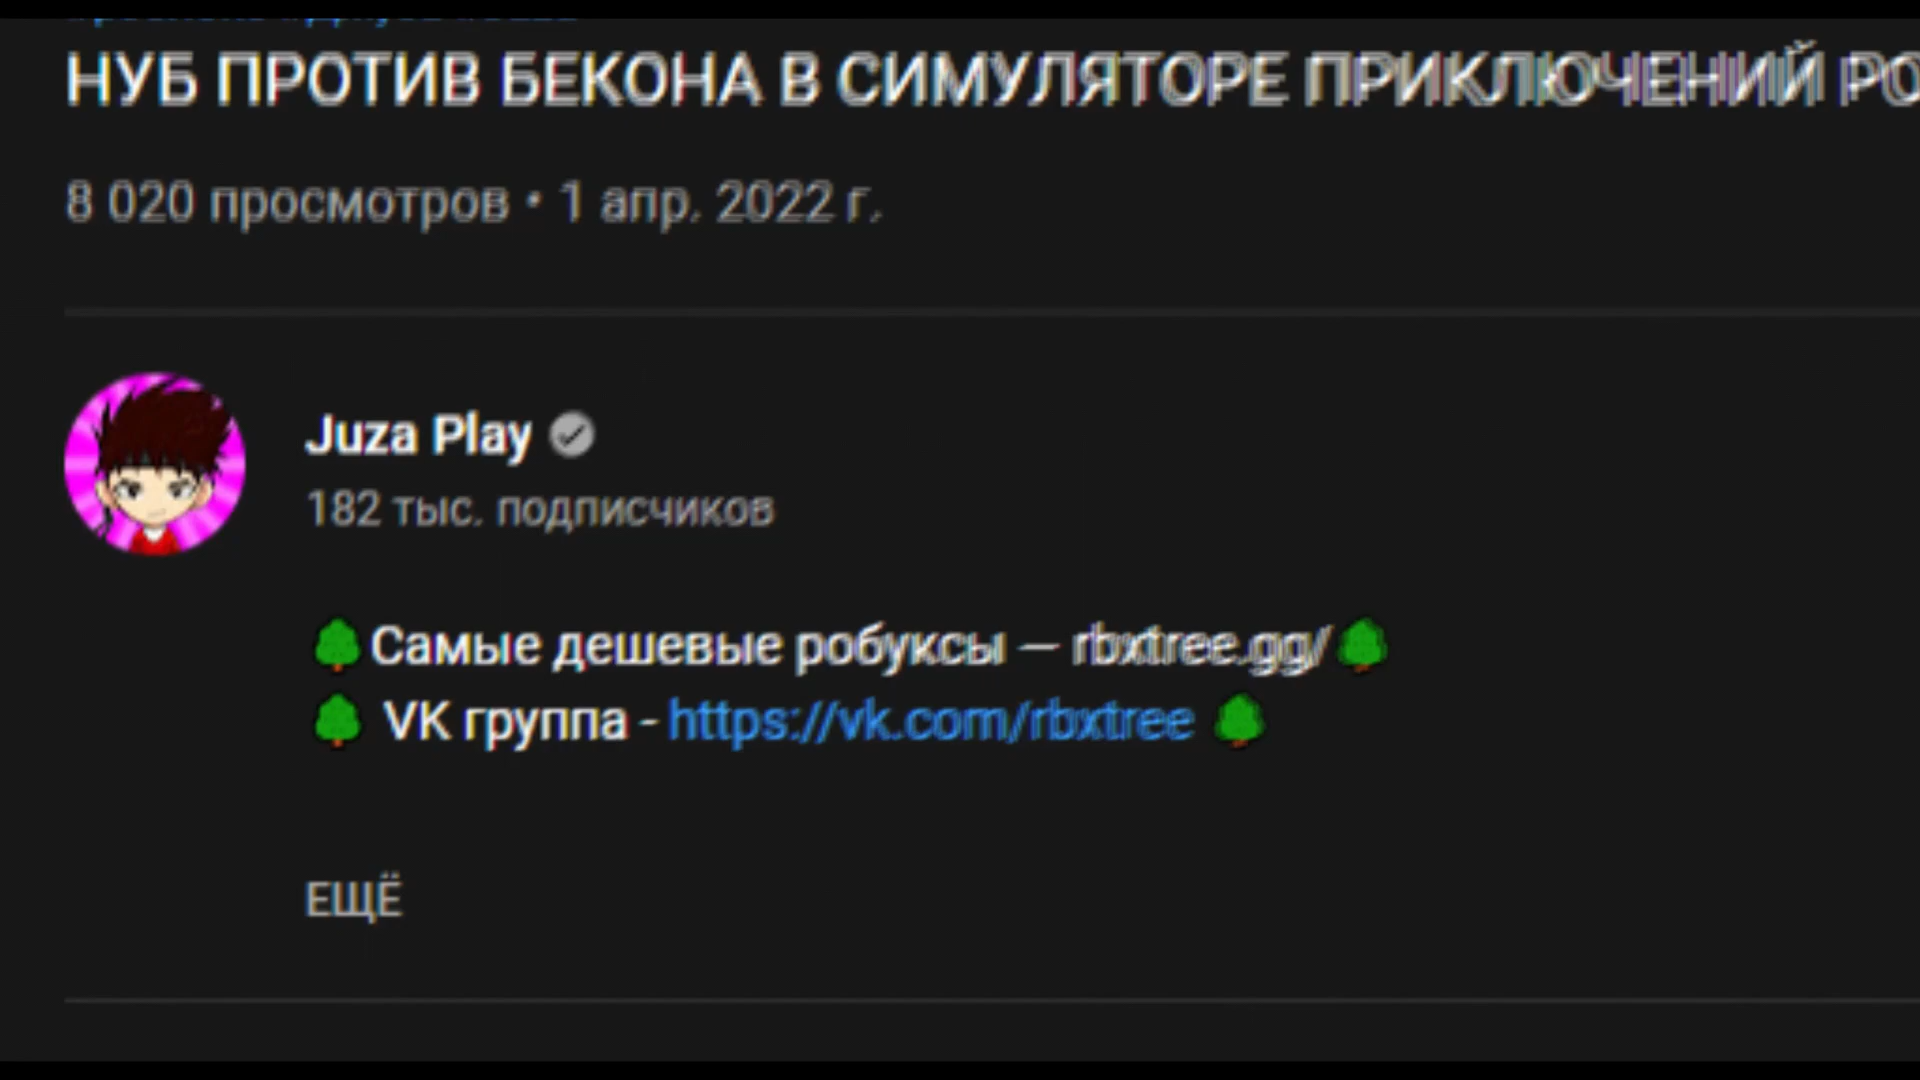 НУБ ПРОТИВ БЕКОНА В СИМУЛЯТОРЕ ПРИКЛЮЧЕНИЙ РО
8 020 просмотров • 1 апр. 2022 г.
Juza Play
182 тыс. подписчиков
🌲Самые дешевые робуксы — rbxtree.gg/🌲
🌲 VK группа - https://vk.com/rbxtree 🌲
ЕЩЁ